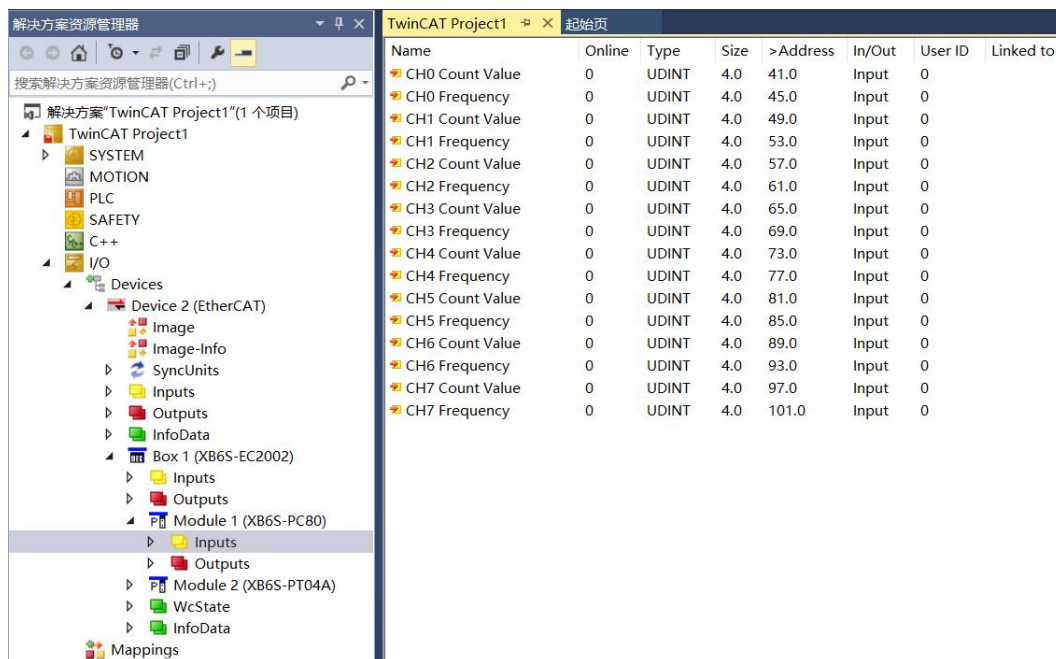 解决方案资源管理器
搜索解决方案资源管理器(Ctrl+;)
解决方案"TwinCAT Project1"(1 个项目)
TwinCAT Project1
SYSTEM
MOTION
PLC
SAFETY
C++
I/O
Devices
Device 2 (EtherCAT)
Image
Image-Info
SyncUnits
Inputs
Outputs
InfoData
Box 1 (XB6S-EC2002)
Inputs
Outputs
Module 1 (XB6S-PC80)
Inputs
Outputs
Module 2 (XB6S-PT04A)
WcState
InfoData
Mappings
TwinCAT Project1 起始页
Name Online Type Size >Address In/Out User ID Linked to
CH0 Count Value 0 UDINT 4.0 41.0 Input 0
CH0 Frequency 0 UDINT 4.0 45.0 Input 0
CH1 Count Value 0 UDINT 4.0 49.0 Input 0
CH1 Frequency 0 UDINT 4.0 53.0 Input 0
CH2 Count Value 0 UDINT 4.0 57.0 Input 0
CH2 Frequency 0 UDINT 4.0 61.0 Input 0
CH3 Count Value 0 UDINT 4.0 65.0 Input 0
CH3 Frequency 0 UDINT 4.0 69.0 Input 0
CH4 Count Value 0 UDINT 4.0 73.0 Input 0
CH4 Frequency 0 UDINT 4.0 77.0 Input 0
CH5 Count Value 0 UDINT 4.0 81.0 Input 0
CH5 Frequency 0 UDINT 4.0 85.0 Input 0
CH6 Count Value 0 UDINT 4.0 89.0 Input 0
CH6 Frequency 0 UDINT 4.0 93.0 Input 0
CH7 Count Value 0 UDINT 4.0 97.0 Input 0
CH7 Frequency 0 UDINT 4.0 101.0 Input 0